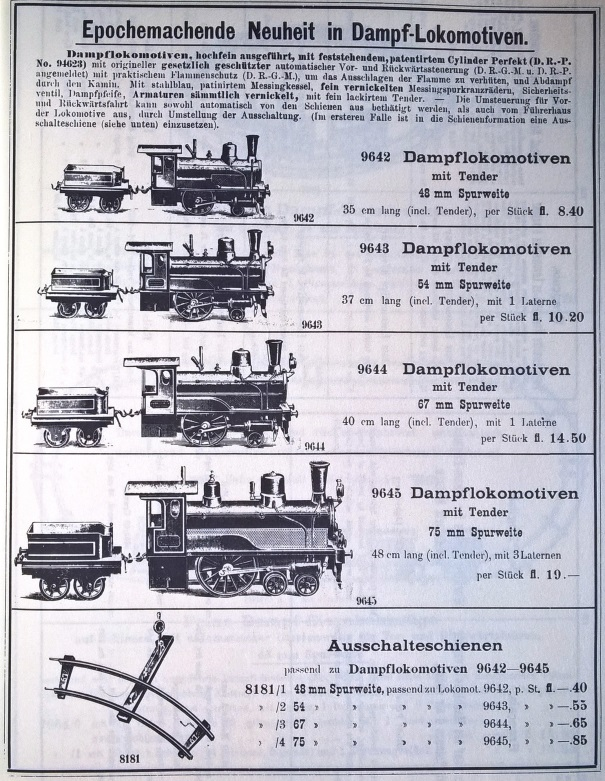 Epochemachende Neuheit in Dampf-Lokomotiven.
Dampflokomotiven, hochfein ausgeführt, mit feststehendem, patentirtem Cylinder Perfekt (D. R.-P.
No. 94623) mit origineller gesetzlich geschützter automatischer Vor- und Rückwärtssteuerung (D. R.-G.-M. u. D. R.-P.
angemeldet) mit praktischem Flammenschutz (D. R.-G.-M.), um das Ausschlagen der Flamme zu verhüten, und Abdampf
durch den Kamin. Mit stahlblau, patinirtem Messingkessel, fein vernickelten Messingspurkranzrädern, Sicherheits-
ventil, Dampfpfeife, Armaturen sämmtlich vernickelt, mit fein lackirtem Tender. — Die Umsteuerung für Vor-
und Rückwärtsfahrt kann sowohl automatisch von den Schienen aus bethätigt werden, als auch vom Führerhaus
der Lokomotive aus, durch Umstellung der Ausschaltung. (Im ersteren Falle ist in die Schienenformation eine Aus-
schalteschiene (siehe unten) einzusetzen).
9642 Dampflokomotiven
mit Tender
48 mm Spurweite
35 cm lang (incl. Tender), per Stück fl. 8.40
9642
9643 Dampflokomotiven
mit Tender
54 mm Spurweite
37 cm lang (incl. Tender), mit 1 Laterne
per Stück fl. 10.20
9643
9644 Dampflokomotiven
mit Tender
67 mm Spurweite
40 cm lang (incl. Tender), mit 1 Laterne
per Stück fl. 14.50
9644
9645 Dampflokomotiven
mit Tender
75 mm Spurweite
48 cm lang (incl. Tender), mit 3 Laternen
per Stück fl. 19.—
9645
Ausschalteschienen
passend zu Dampflokomotiven 9642—9645
8181/1 48 mm Spurweite, passend zu Lokomot. 9642, p. St. fl.—.40
» /2 54 » » » » 9643, » » —.55
» /3 67 » » » » 9644, » » —.65
» /4 75 » » » » 9645, » » —.85
8181